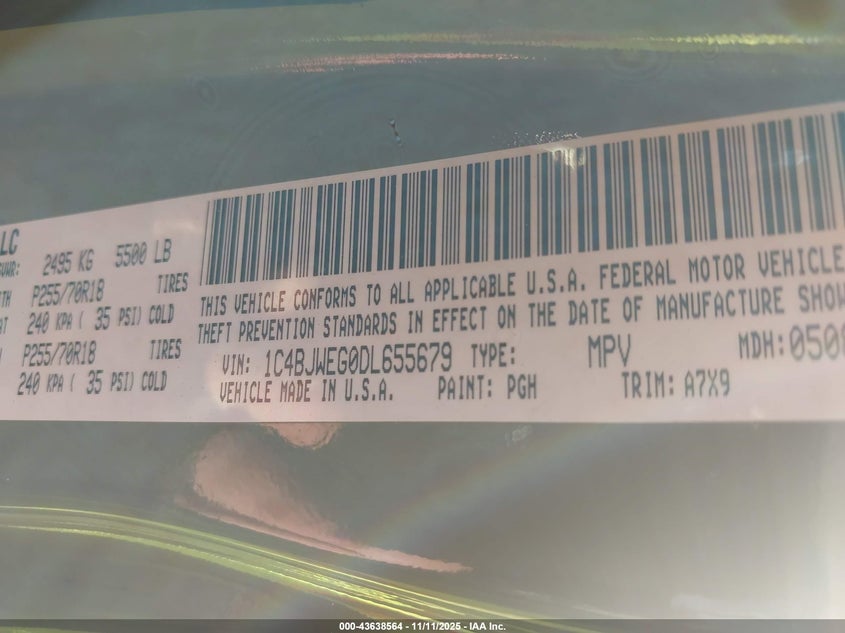 LC
2495 KG 5500 LB
P255/70R18 TIRES
240 KPA ( 35 PSI) COLD
P255/70R18 TIRES
240 KPA ( 35 PSI) COLD
THIS VEHICLE CONFORMS TO ALL APPLICABLE U.S.A. FEDERAL MOTOR VEHICLE
THEFT PREVENTION STANDARDS IN EFFECT ON THE DATE OF MANUFACTURE SHOW
VIN: 1C4BJWEG0DL655679 TYPE: MPV MDH: 050
VEHICLE MADE IN U.S.A. PAINT: PGH TRIM: A7X9
000-43638564 - 11/11/2025 - IAA Inc.